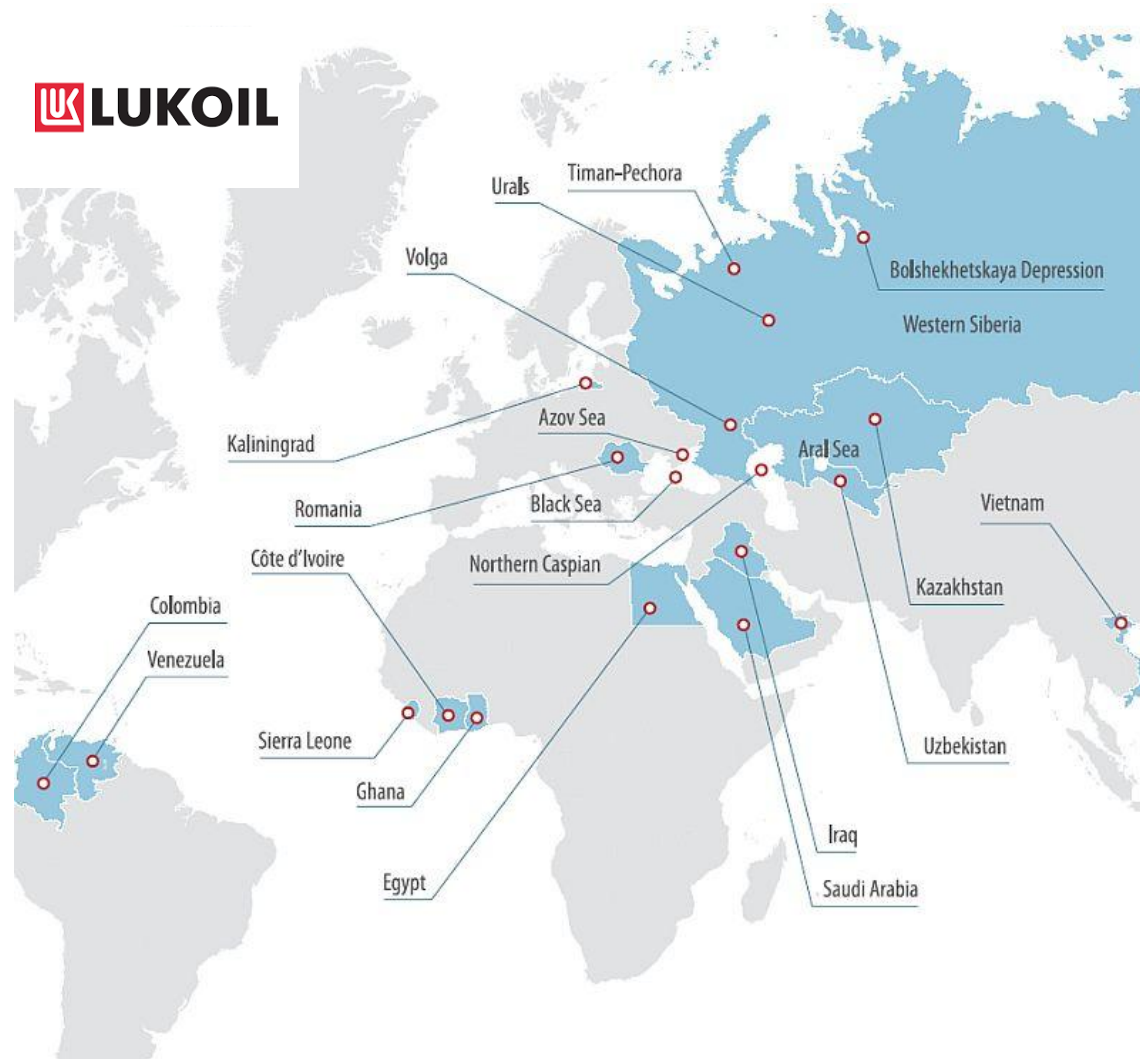 LUK LUKOIL
Timan-Pechora
Urals
Volga
Bolshekhetskaya Depression
Western Siberia
Kaliningrad
Azov Sea
Aral Sea
Romania
Black Sea
Vietnam
Côte d'Ivoire
Northern Caspian
Kazakhstan
Colombia
Venezuela
Sierra Leone
Uzbekistan
Ghana
Iraq
Egypt
Saudi Arabia